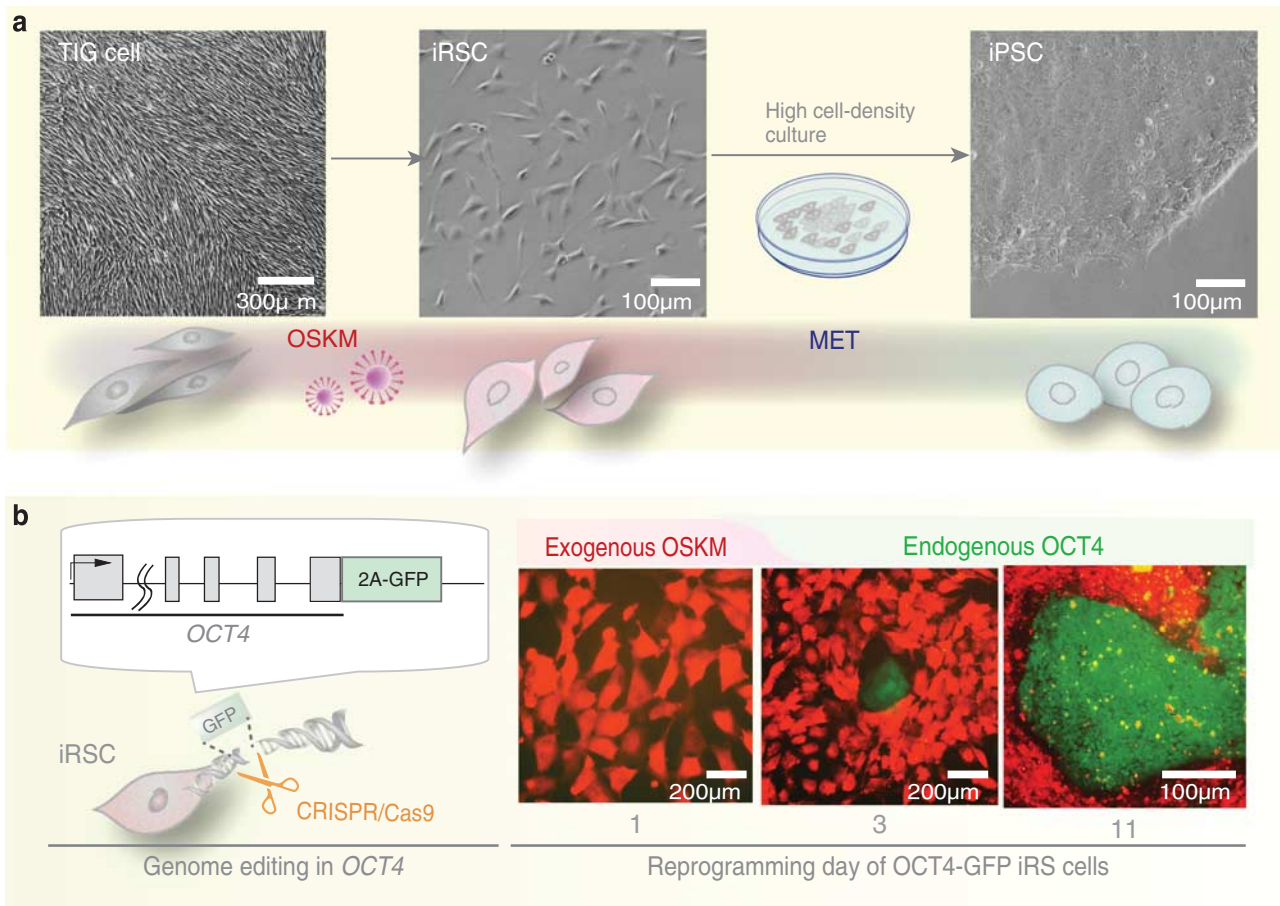 a
TIG cell
iRSC
iPSC
High cell-density
culture
300μ m
100μm
100μm
OSKM
MET
b
2A-GFP
OCT4
GFP
iRSC
CRISPR/Cas9
Genome editing in OCT4
Exogenous OSKM
Endogenous OCT4
200μm
200μm
100μm
1
3
11
Reprogramming day of OCT4-GFP iRS cells